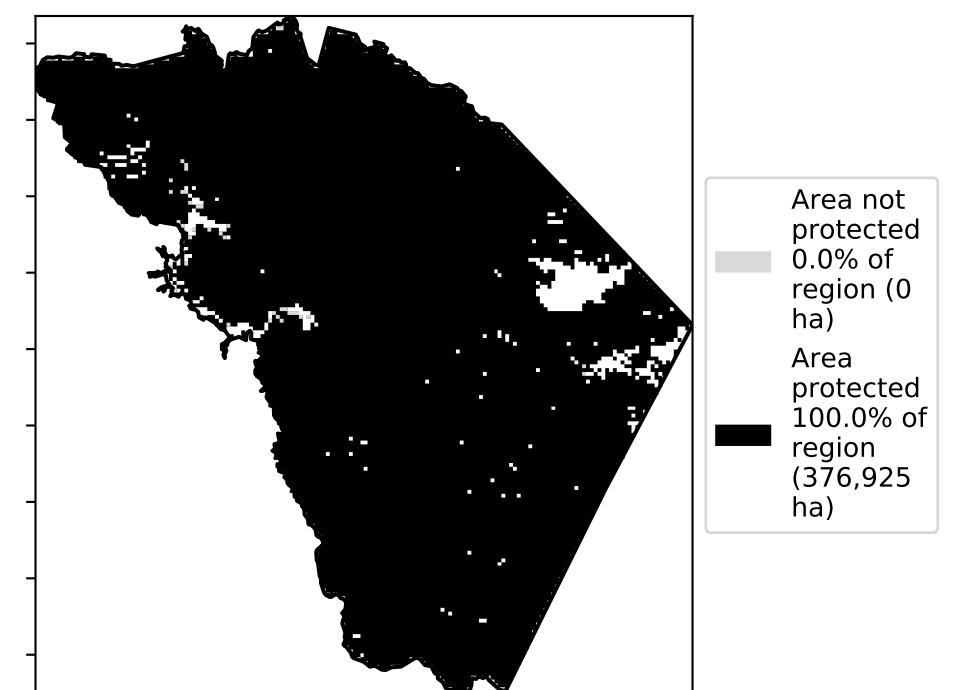 Area not
protected
0.0% of
region (0
ha)
Area
protected
100.0% of
region
(376,925
ha)